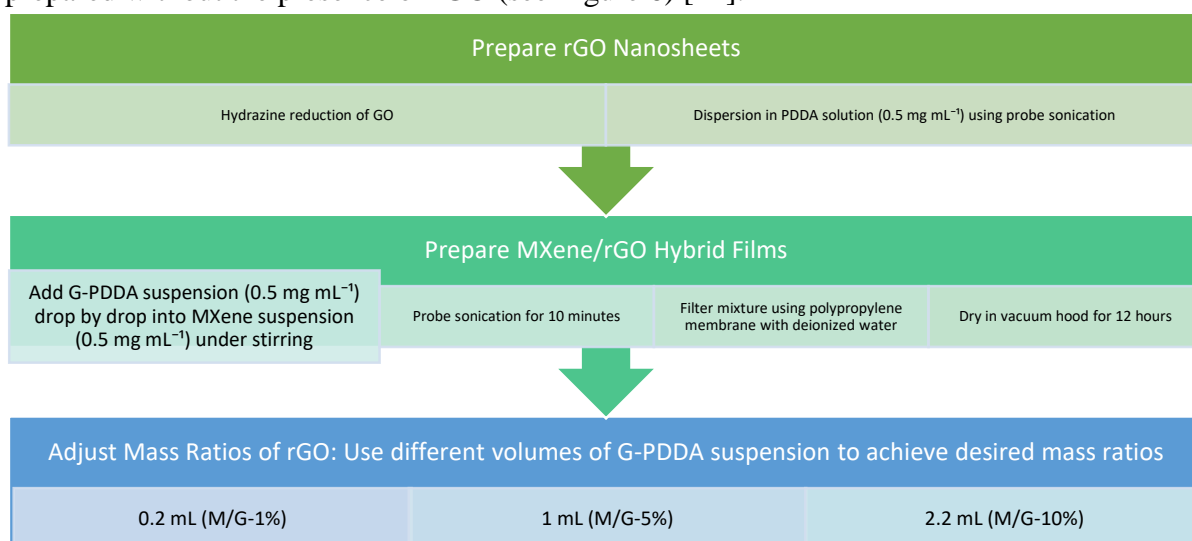 Prepare rGO Nanosheets
Hydrazine reduction of GO
Dispersion in PDDA solution (0.5 mg mL⁻¹) using probe sonication
Prepare MXene/rGO Hybrid Films
Add G-PDDA suspension (0.5 mg mL⁻¹)
drop by drop into MXene suspension
(0.5 mg mL⁻¹) under stirring
Probe sonication for 10 minutes
Filter mixture using polypropylene
membrane with deionized water
Dry in vacuum hood for 12 hours
Adjust Mass Ratios of rGO: Use different volumes of G-PDDA suspension to achieve desired mass ratios
0.2 mL (M/G-1%)
1 mL (M/G-5%)
2.2 mL (M/G-10%)